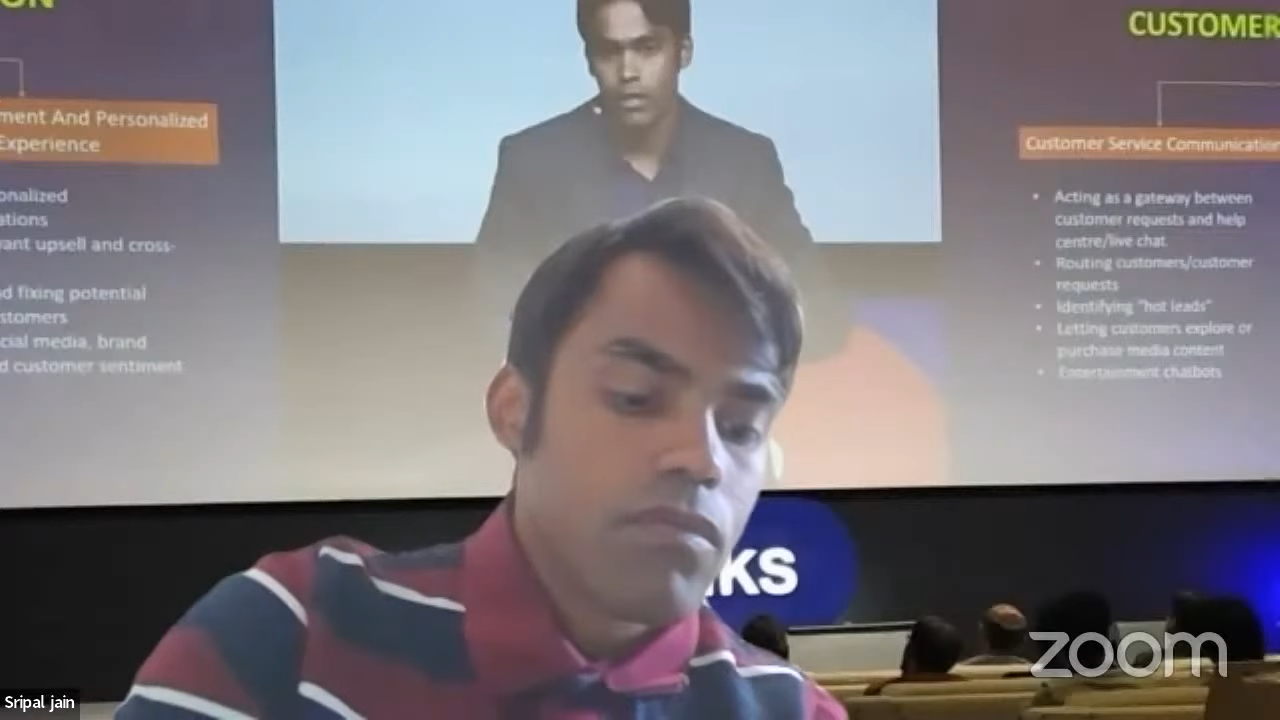 ON
ment And Personalized
Experience
onalized
ations
vant upsell and cross-
d fixing potential
stomers
cial media, brand
d customer sentiment
CUSTOMER
Customer Service Communication
• Acting as a gateway between
customer requests and help
centre/live chat
• Routing customers/customer
requests
• Identifying "hot leads"
• Letting customers explore or
purchase media content
• Entertainment chatbots
KS
zoom
Sripal jain